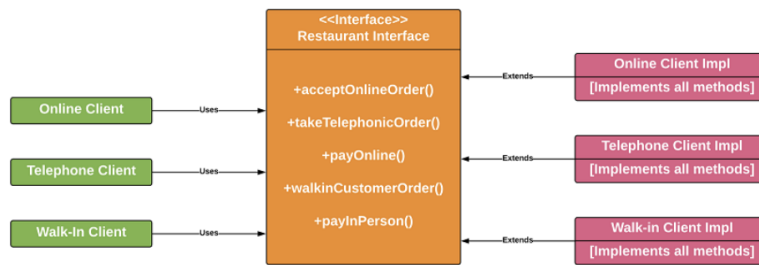 <<Interface>>
Restaurant Interface
+acceptOnlineOrder()
+takeTelephonicOrder()
+payOnline()
+walkinCustomerOrder()
+payInPerson()
Online Client
Uses
Telephone Client
Uses
Walk-In Client
Uses
Extends
Online Client Impl
[Implements all methods]
Extends
Telephone Client Impl
[Implements all methods]
Extends
Walk-in Client Impl
[Implements all methods]